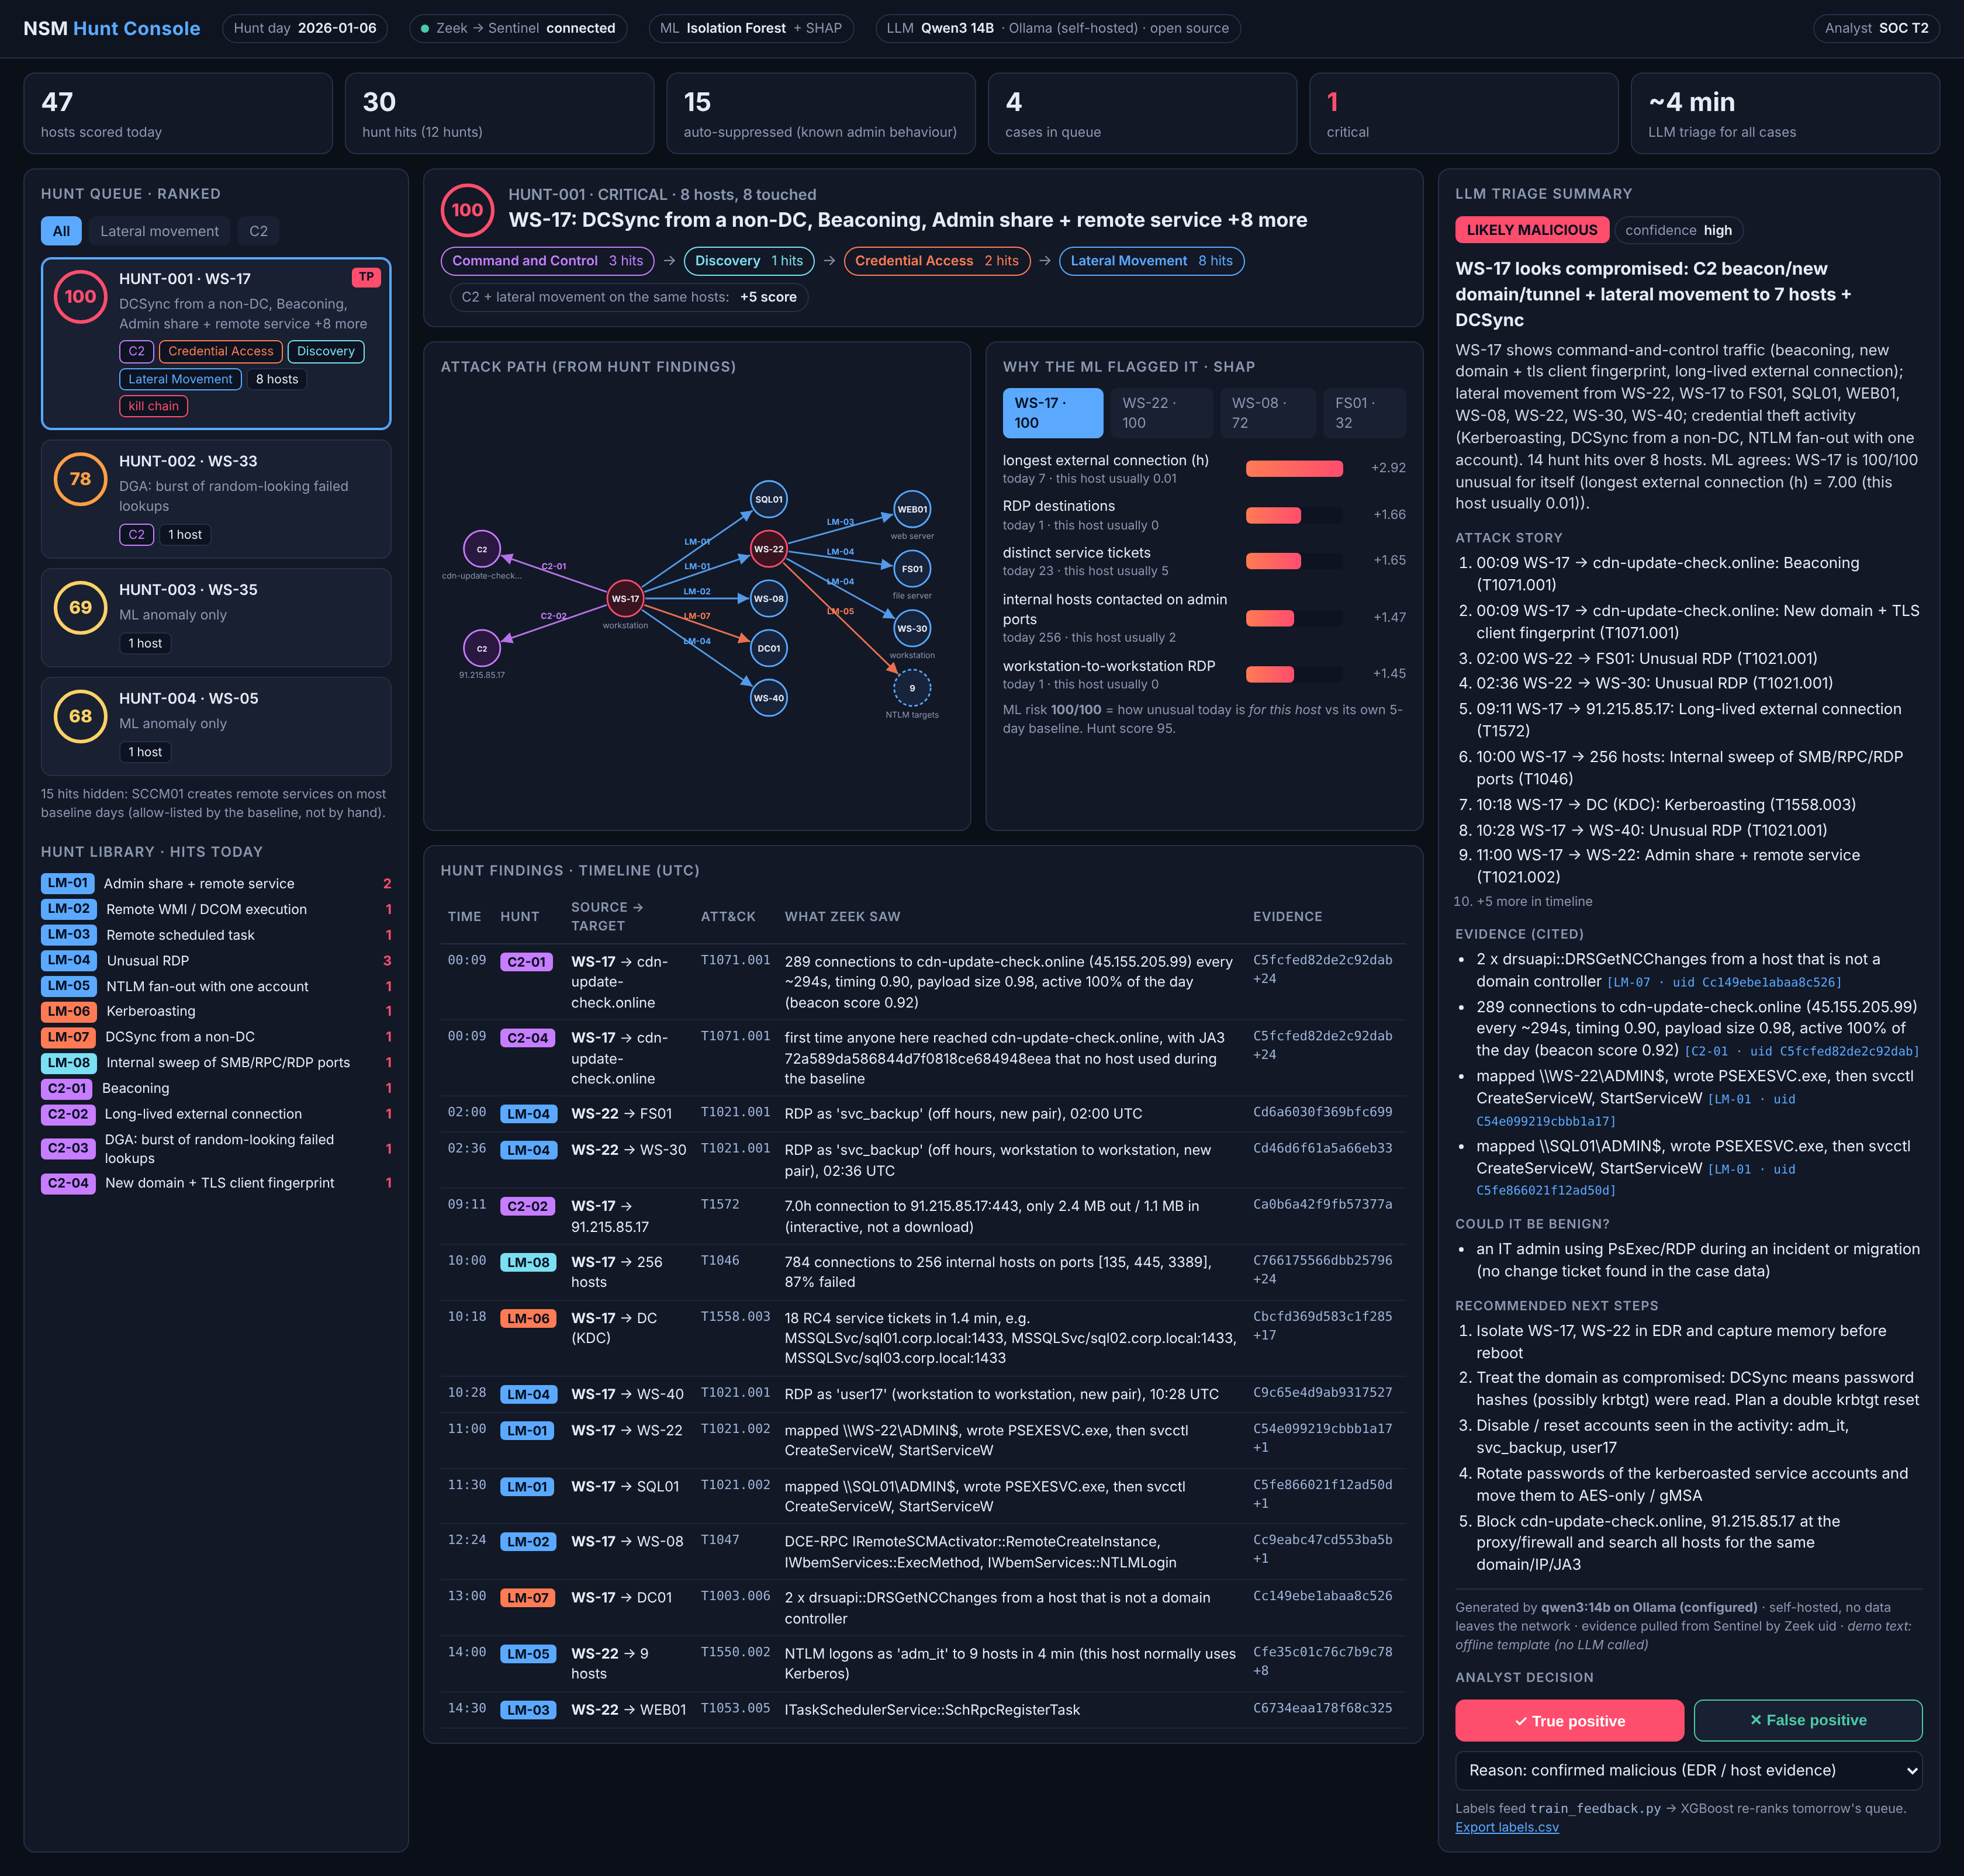 NSM Hunt Console
Hunt day 2026-01-06
Zeek → Sentinel connected
ML Isolation Forest + SHAP
LLM Qwen3 14B · Ollama (self-hosted) · open source
Analyst SOC T2
47
hosts scored today
30
hunt hits (12 hunts)
15
auto-suppressed (known admin behaviour)
4
cases in queue
1
critical
~4 min
LLM triage for all cases
HUNT QUEUE · RANKED
All
Lateral movement
C2
100
HUNT-001 · WS-17
TP
DCSync from a non-DC, Beaconing,
Admin share + remote service +8 more
C2 Credential Access Discovery
Lateral Movement 8 hosts
kill chain
78
HUNT-002 · WS-33
DGA: burst of random-looking failed
lookups
C2 1 host
69
HUNT-003 · WS-35
ML anomaly only
1 host
68
HUNT-004 · WS-05
ML anomaly only
1 host
15 hits hidden: SCCM01 creates remote services on most
baseline days (allow-listed by the baseline, not by hand).
HUNT LIBRARY · HITS TODAY
LM-01 Admin share + remote service 2
LM-02 Remote WMI / DCOM execution 1
LM-03 Remote scheduled task 1
LM-04 Unusual RDP 3
LM-05 NTLM fan-out with one account 1
LM-06 Kerberoasting 1
LM-07 DCSync from a non-DC 1
LM-08 Internal sweep of SMB/RPC/RDP ports 1
C2-01 Beaconing 1
C2-02 Long-lived external connection 1
C2-03 DGA: burst of random-looking failed
lookups 1
C2-04 New domain + TLS client fingerprint 1
100
HUNT-001 · CRITICAL · 8 hosts, 8 touched
WS-17: DCSync from a non-DC, Beaconing, Admin share + remote service +8 more
Command and Control 3 hits → Discovery 1 hits → Credential Access 2 hits → Lateral Movement 8 hits
C2 + lateral movement on the same hosts: +5 score
ATTACK PATH (FROM HUNT FINDINGS)
C2
cdn-update-check...
C2
91.215.85.17
C2-01
C2-02
WS-17
workstation
LM-01
LM-01
LM-02
LM-07
LM-04
SQL01
WS-22
WS-08
DC01
WS-40
LM-03
LM-04
LM-04
LM-05
WEB01
web server
FS01
file server
WS-30
workstation
9
NTLM targets
WHY THE ML FLAGGED IT · SHAP
WS-17 ·
100
WS-22 ·
100
WS-08 ·
72
FS01 ·
32
longest external connection (h)
today 7 · this host usually 0.01
+2.92
RDP destinations
today 1 · this host usually 0
+1.66
distinct service tickets
today 23 · this host usually 5
+1.65
internal hosts contacted on admin
ports
today 256 · this host usually 2
+1.47
workstation-to-workstation RDP
today 1 · this host usually 0
+1.45
ML risk 100/100 = how unusual today is for this host vs its own 5-
day baseline. Hunt score 95.
HUNT FINDINGS · TIMELINE (UTC)
TIME HUNT SOURCE → TARGET ATT&CK WHAT ZEEK SAW EVIDENCE
00:09 C2-01 WS-17 → cdn-update-check.online T1071.001 289 connections to cdn-update-check.online (45.155.205.99) every ~294s, timing 0.90, payload size 0.98, active 100% of the day (beacon score 0.92) C5fcfed82de2c92dab +24
00:09 C2-04 WS-17 → cdn-update-check.online T1071.001 first time anyone here reached cdn-update-check.online, with JA3 72a589da586844d7f0818ce684948eea that no host used during the baseline C5fcfed82de2c92dab +24
02:00 LM-04 WS-22 → FS01 T1021.001 RDP as 'svc_backup' (off hours, new pair), 02:00 UTC Cd6a6030f369bfc699
02:36 LM-04 WS-22 → WS-30 T1021.001 RDP as 'svc_backup' (off hours, workstation to workstation, new pair), 02:36 UTC Cd46d6f61a5a66eb33
09:11 C2-02 WS-17 → 91.215.85.17 T1572 7.0h connection to 91.215.85.17:443, only 2.4 MB out / 1.1 MB in (interactive, not a download) Ca0b6a42f9fb57377a
10:00 LM-08 WS-17 → 256 hosts T1046 784 connections to 256 internal hosts on ports [135, 445, 3389], 87% failed C766175566dbb25796 +24
10:18 LM-06 WS-17 → DC (KDC) T1558.003 18 RC4 service tickets in 1.4 min, e.g. MSSQLSvc/sql01.corp.local:1433, MSSQLSvc/sql02.corp.local:1433, MSSQLSvc/sql03.corp.local:1433 Cbcfd369d583c1f285 +17
10:28 LM-04 WS-17 → WS-40 T1021.001 RDP as 'user17' (workstation to workstation, new pair), 10:28 UTC C9c65e4d9ab9317527
11:00 LM-01 WS-17 → WS-22 T1021.002 mapped \\WS-22\ADMIN$, wrote PSEXESVC.exe, then svcctl CreateServiceW, StartServiceW C54e099219cbbb1a17 +1
11:30 LM-01 WS-17 → SQL01 T1021.002 mapped \\SQL01\ADMIN$, wrote PSEXESVC.exe, then svcctl CreateServiceW, StartServiceW C5fe866021f12ad50d +1
12:24 LM-02 WS-17 → WS-08 T1047 DCE-RPC IRemoteSCMActivator::RemoteCreateInstance, IWbemServices::ExecMethod, IWbemServices::NTLMLogin Cc9eabc47cd553ba5b +1
13:00 LM-07 WS-17 → DC01 T1003.006 2 x drsuapi::DRSGetNCChanges from a host that is not a domain controller Cc149ebe1abaa8c526
14:00 LM-05 WS-22 → 9 hosts T1550.002 NTLM logons as 'adm_it' to 9 hosts in 4 min (this host normally uses Kerberos) Cfe35c01c76c7b9c78 +8
14:30 LM-03 WS-22 → WEB01 T1053.005 ITaskSchedulerService::SchRpcRegisterTask C6734eaa178f68c325
LLM TRIAGE SUMMARY
LIKELY MALICIOUS
confidence high
WS-17 looks compromised: C2 beacon/new
domain/tunnel + lateral movement to 7 hosts +
DCSync
WS-17 shows command-and-control traffic (beaconing, new
domain + tls client fingerprint, long-lived external connection);
lateral movement from WS-22, WS-17 to FS01, SQL01, WEB01,
WS-08, WS-22, WS-30, WS-40; credential theft activity
(Kerberoasting, DCSync from a non-DC, NTLM fan-out with one
account). 14 hunt hits over 8 hosts. ML agrees: WS-17 is 100/100
unusual for itself (longest external connection (h) = 7.00 (this
host usually 0.01)).
ATTACK STORY
1. 00:09 WS-17 → cdn-update-check.online: Beaconing
(T1071.001)
2. 00:09 WS-17 → cdn-update-check.online: New domain + TLS
client fingerprint (T1071.001)
3. 02:00 WS-22 → FS01: Unusual RDP (T1021.001)
4. 02:36 WS-22 → WS-30: Unusual RDP (T1021.001)
5. 09:11 WS-17 → 91.215.85.17: Long-lived external connection
(T1572)
6. 10:00 WS-17 → 256 hosts: Internal sweep of SMB/RPC/RDP
ports (T1046)
7. 10:18 WS-17 → DC (KDC): Kerberoasting (T1558.003)
8. 10:28 WS-17 → WS-40: Unusual RDP (T1021.001)
9. 11:00 WS-17 → WS-22: Admin share + remote service
(T1021.002)
10. +5 more in timeline
EVIDENCE (CITED)
• 2 x drsuapi::DRSGetNCChanges from a host that is not a
domain controller [LM-07 · uid Cc149ebe1abaa8c526]
• 289 connections to cdn-update-check.online (45.155.205.99)
every ~294s, timing 0.90, payload size 0.98, active 100% of
the day (beacon score 0.92) [C2-01 · uid C5fcfed82de2c92dab]
• mapped \\WS-22\ADMIN$, wrote PSEXESVC.exe, then svcctl
CreateServiceW, StartServiceW [LM-01 · uid
C54e099219cbbb1a17]
• mapped \\SQL01\ADMIN$, wrote PSEXESVC.exe, then svcctl
CreateServiceW, StartServiceW [LM-01 · uid
C5fe866021f12ad50d]
COULD IT BE BENIGN?
• an IT admin using PsExec/RDP during an incident or migration
(no change ticket found in the case data)
RECOMMENDED NEXT STEPS
1. Isolate WS-17, WS-22 in EDR and capture memory before
reboot
2. Treat the domain as compromised: DCSync means password
hashes (possibly krbtgt) were read. Plan a double krbtgt reset
3. Disable / reset accounts seen in the activity: adm_it,
svc_backup, user17
4. Rotate passwords of the kerberoasted service accounts and
move them to AES-only / gMSA
5. Block cdn-update-check.online, 91.215.85.17 at the
proxy/firewall and search all hosts for the same
domain/IP/JA3
Generated by qwen3:14b on Ollama (configured) · self-hosted, no data
leaves the network · evidence pulled from Sentinel by Zeek uid · demo text:
offline template (no LLM called)
ANALYST DECISION
✓ True positive
✕ False positive
Reason: confirmed malicious (EDR / host evidence)
Labels feed train_feedback.py → XGBoost re-ranks tomorrow's queue.
Export labels.csv